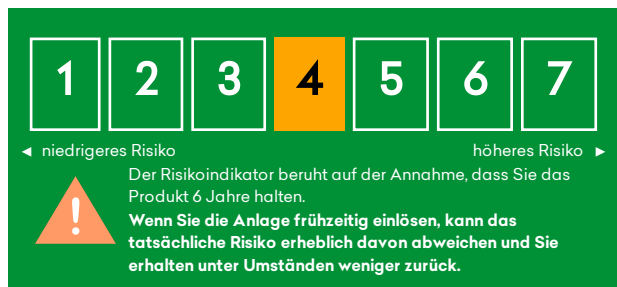 1 2 3 4 5 6 7
◄ niedrigeres Risiko höheres Risiko ►
Der Risikoindikator beruht auf der Annahme, dass Sie das
Produkt 6 Jahre halten.
Wenn Sie die Anlage frühzeitig einlösen, kann das
tatsächliche Risiko erheblich davon abweichen und Sie
erhalten unter Umständen weniger zurück.
!